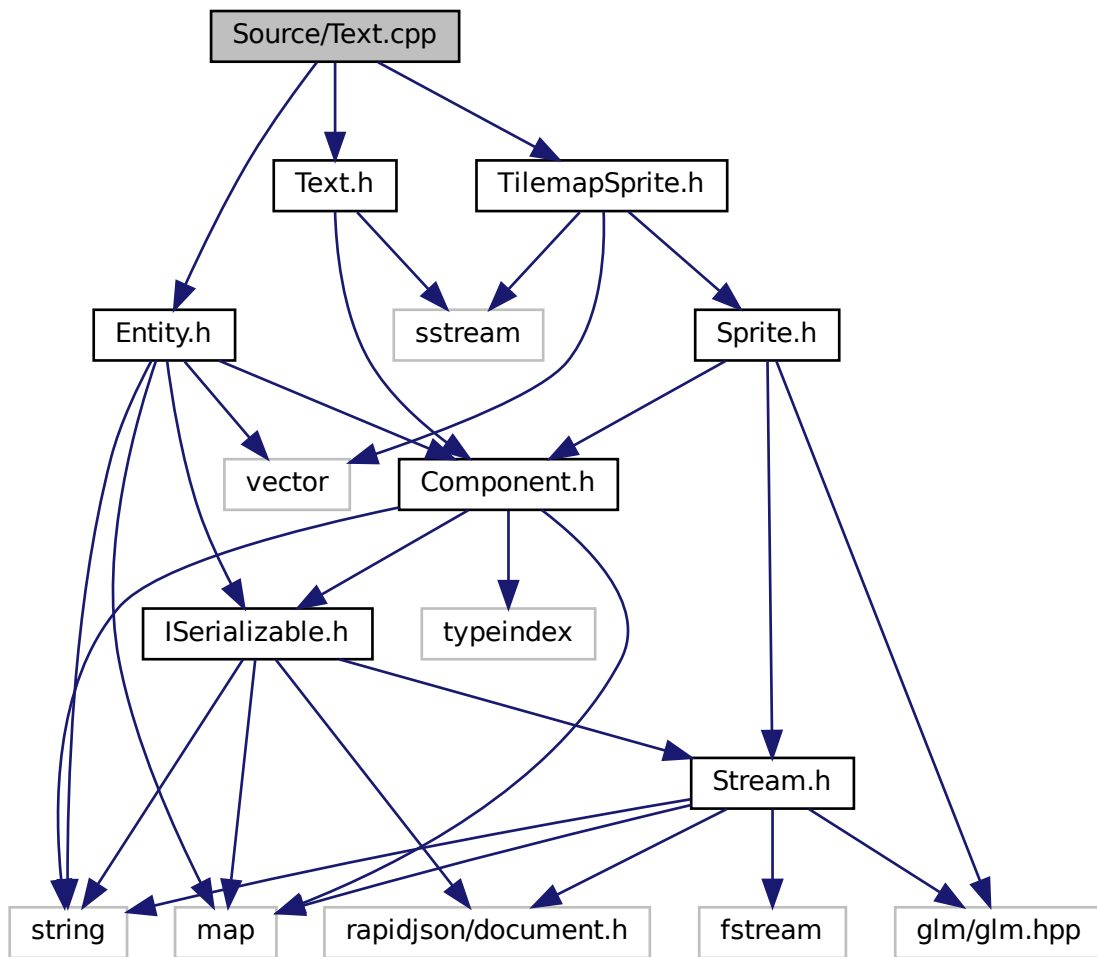 Source/Text.cpp
Text.h
TilemapSprite.h
Entity.h
sstream
Sprite.h
vector
Component.h
ISerializable.h
typeindex
Stream.h
string
map
rapidjson/document.h
fstream
glm/glm.hpp